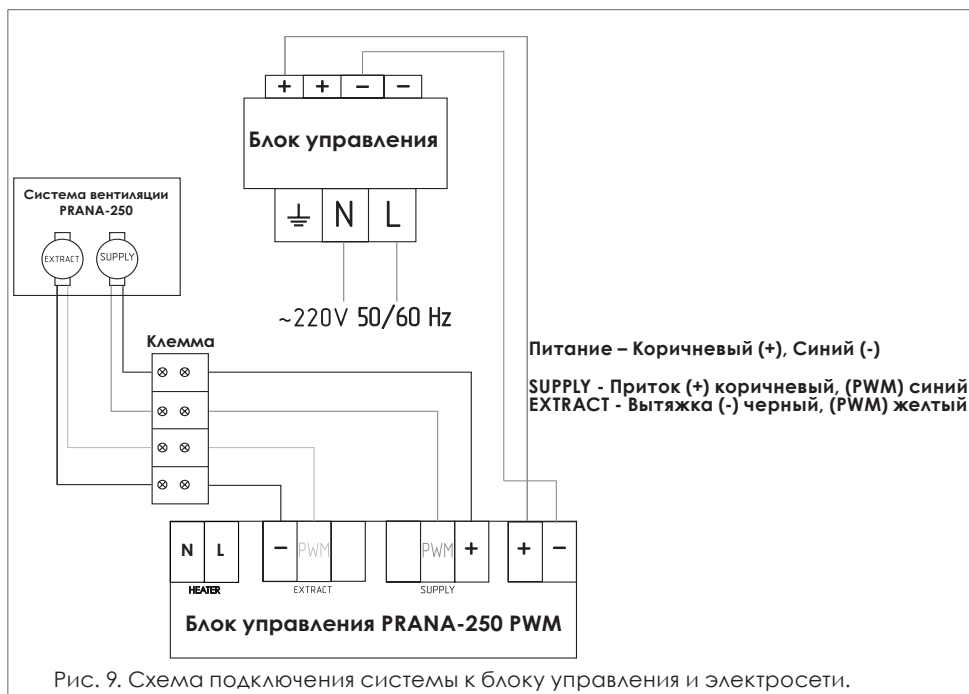 + + − −
Блок управления
⏚ N L
~220V 50/60 Hz
Система вентиляции
PRANA-250
EXTRACT SUPPLY
Клемма
Питание – Коричневый (+), Синий (-)
SUPPLY - Приток (+) коричневый, (PWM) синий
EXTRACT - Вытяжка (-) черный, (PWM) желтый
N L − PWM PWM + + −
HEATER EXTRACT SUPPLY
Блок управления PRANA-250 PWM
Рис. 9. Схема подключения системы к блоку управления и электросети.